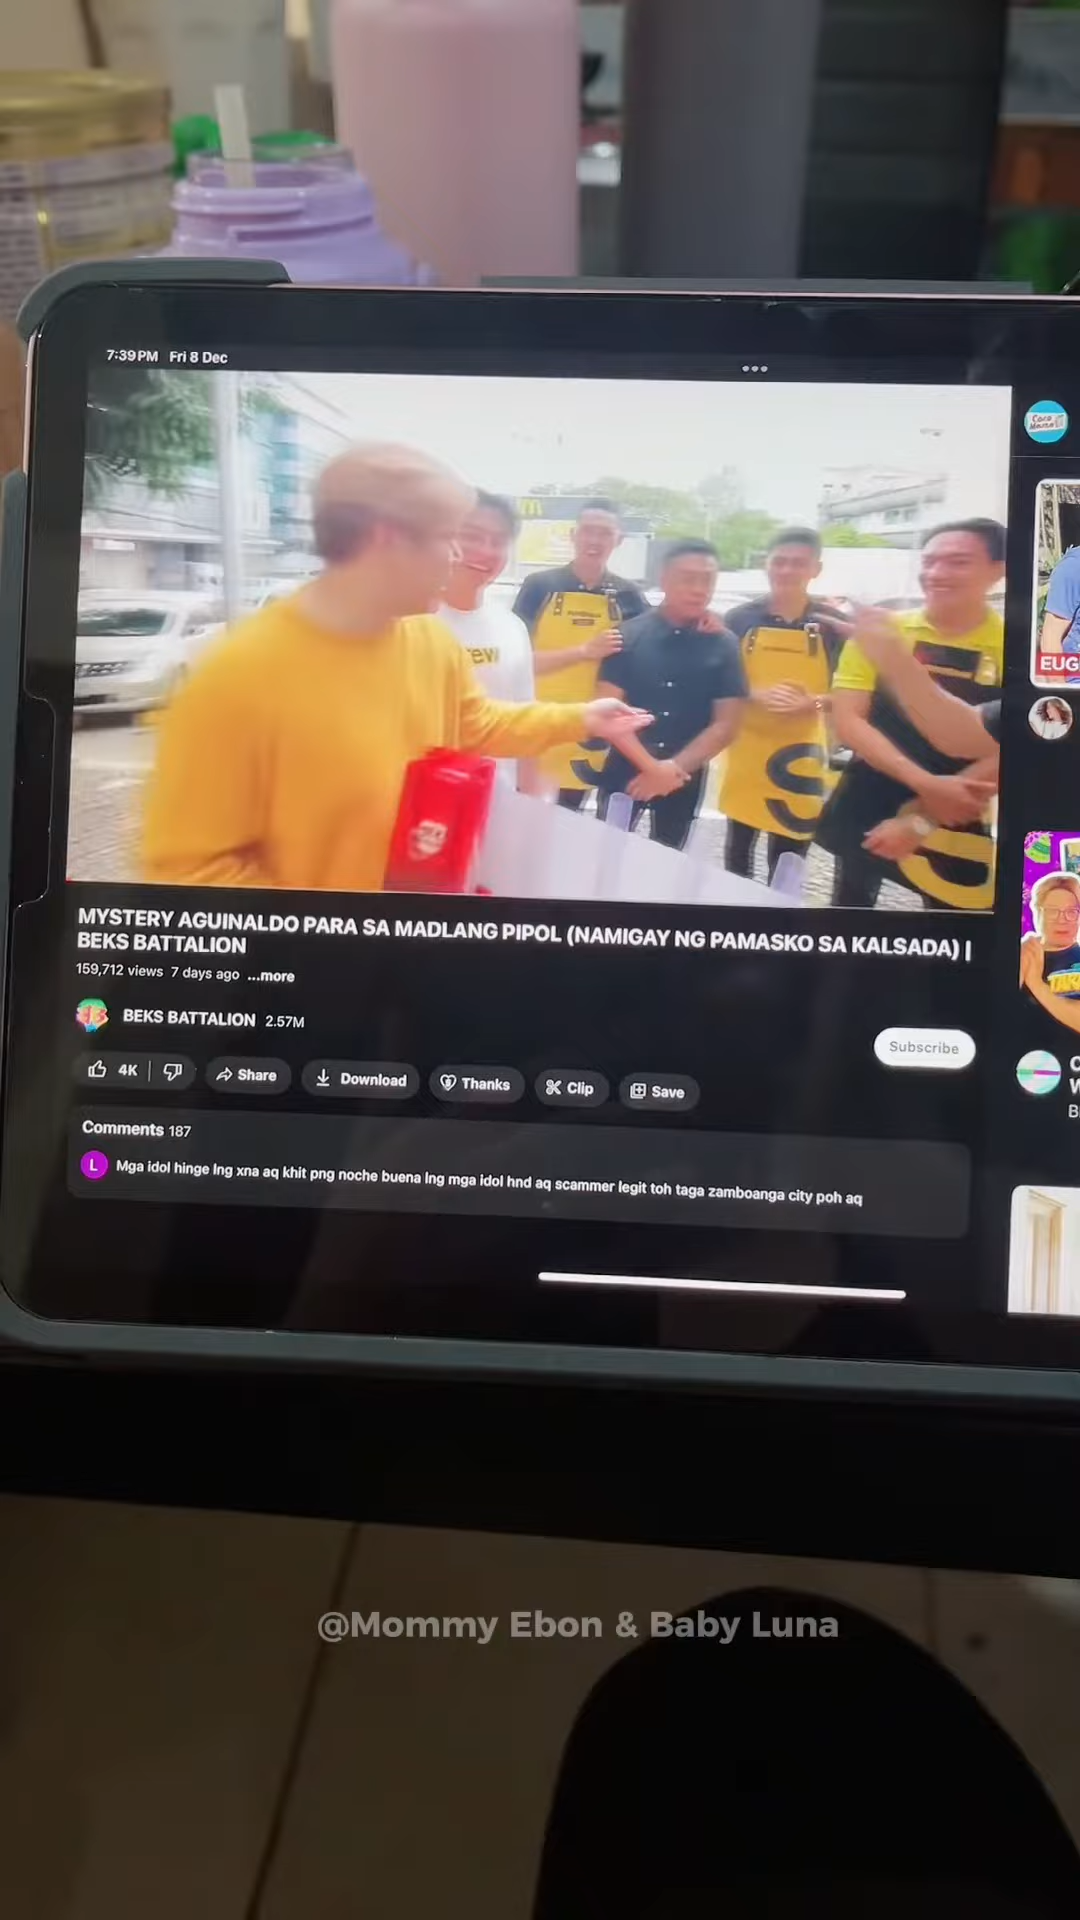 7:39 PM Fri 8 Dec
Coco
EUG
MYSTERY AGUINALDO PARA SA MADLANG PIPOL (NAMIGAY NG PAMASKO SA KALSADA) |
BEKS BATTALION
159,712 views 7 days ago ...more
BEKS BATTALION 2.57M
Subscribe
4K
Share
Download
Thanks
Clip
Save
Comments 187
L
Mga idol hinge lng xna aq khit png noche buena lng mga idol hnd aq scammer legit toh taga zamboanga city poh aq
@Mommy Ebon & Baby Luna